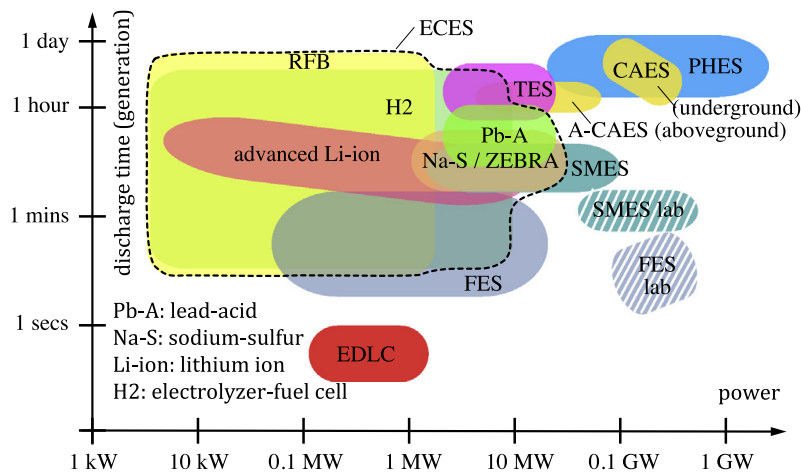 1 day
1 hour
1 mins
1 secs
discharge time (generation)
ECES
RFB
H2
TES
CAES
PHES
(underground)
A-CAES (aboveground)
Pb-A
advanced Li-ion
Na-S / ZEBRA
SMES
SMES lab
FES
FES
lab
EDLC
Pb-A: lead-acid
Na-S: sodium-sulfur
Li-ion: lithium ion
H2: electrolyzer-fuel cell
power
1 kW
10 kW
0.1 MW
1 MW
10 MW
0.1 GW
1 GW